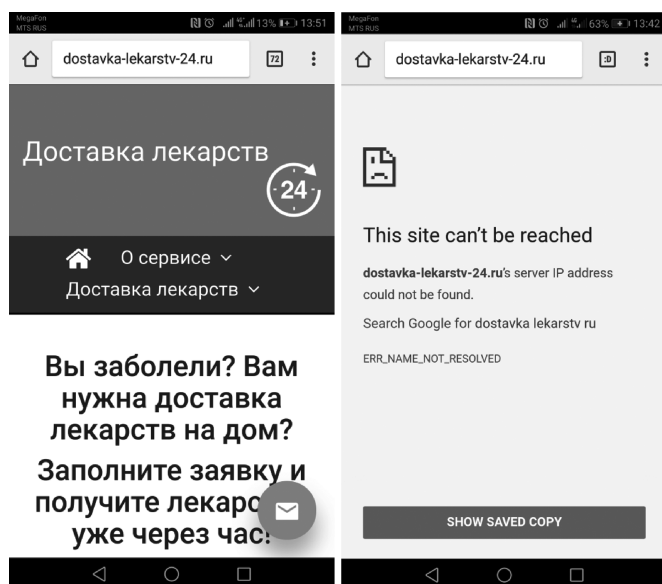 MegaFon
MTS RUS
13%
13:51
dostavka-lekarstv-24.ru
72
Доставка лекарств
24
О сервисе
Доставка лекарств
Вы заболели? Вам
нужна доставка
лекарств на дом?
Заполните заявку и
получите лекарс
уже через час!
MegaFon
MTS RUS
63%
13:42
dostavka-lekarstv-24.ru
:D
This site can’t be reached
dostavka-lekarstv-24.ru’s server IP address
could not be found.
Search Google for dostavka lekarstv ru
ERR_NAME_NOT_RESOLVED
SHOW SAVED COPY